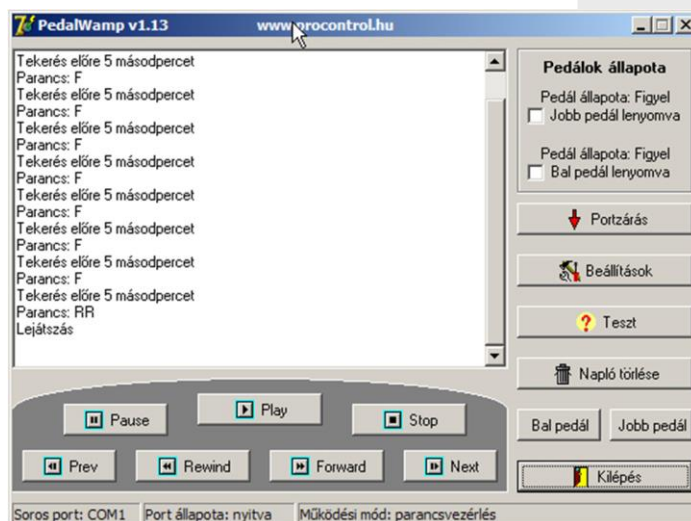 PedalWamp v1.13 www.procontrol.hu
Tekerés előre 5 másodpercet
Parancs: F
Tekerés előre 5 másodpercet
Parancs: F
Tekerés előre 5 másodpercet
Parancs: F
Tekerés előre 5 másodpercet
Parancs: F
Tekerés előre 5 másodpercet
Parancs: F
Tekerés előre 5 másodpercet
Parancs: F
Tekerés előre 5 másodpercet
Parancs: F
Tekerés előre 5 másodpercet
Parancs: RR
Lejátszás
Pedálok állapota
Pedál állapota: Figyel
Jobb pedál lenyomva
Pedál állapota: Figyel
Bal pedál lenyomva
Portzárás
Beállítások
Teszt
Napló törlése
Bal pedál Jobb pedál
Kilépés
Pause Play Stop
Prev Rewind Forward Next
Soros port: COM1 Port állapota: nyitva Működési mód: parancsvezérlés